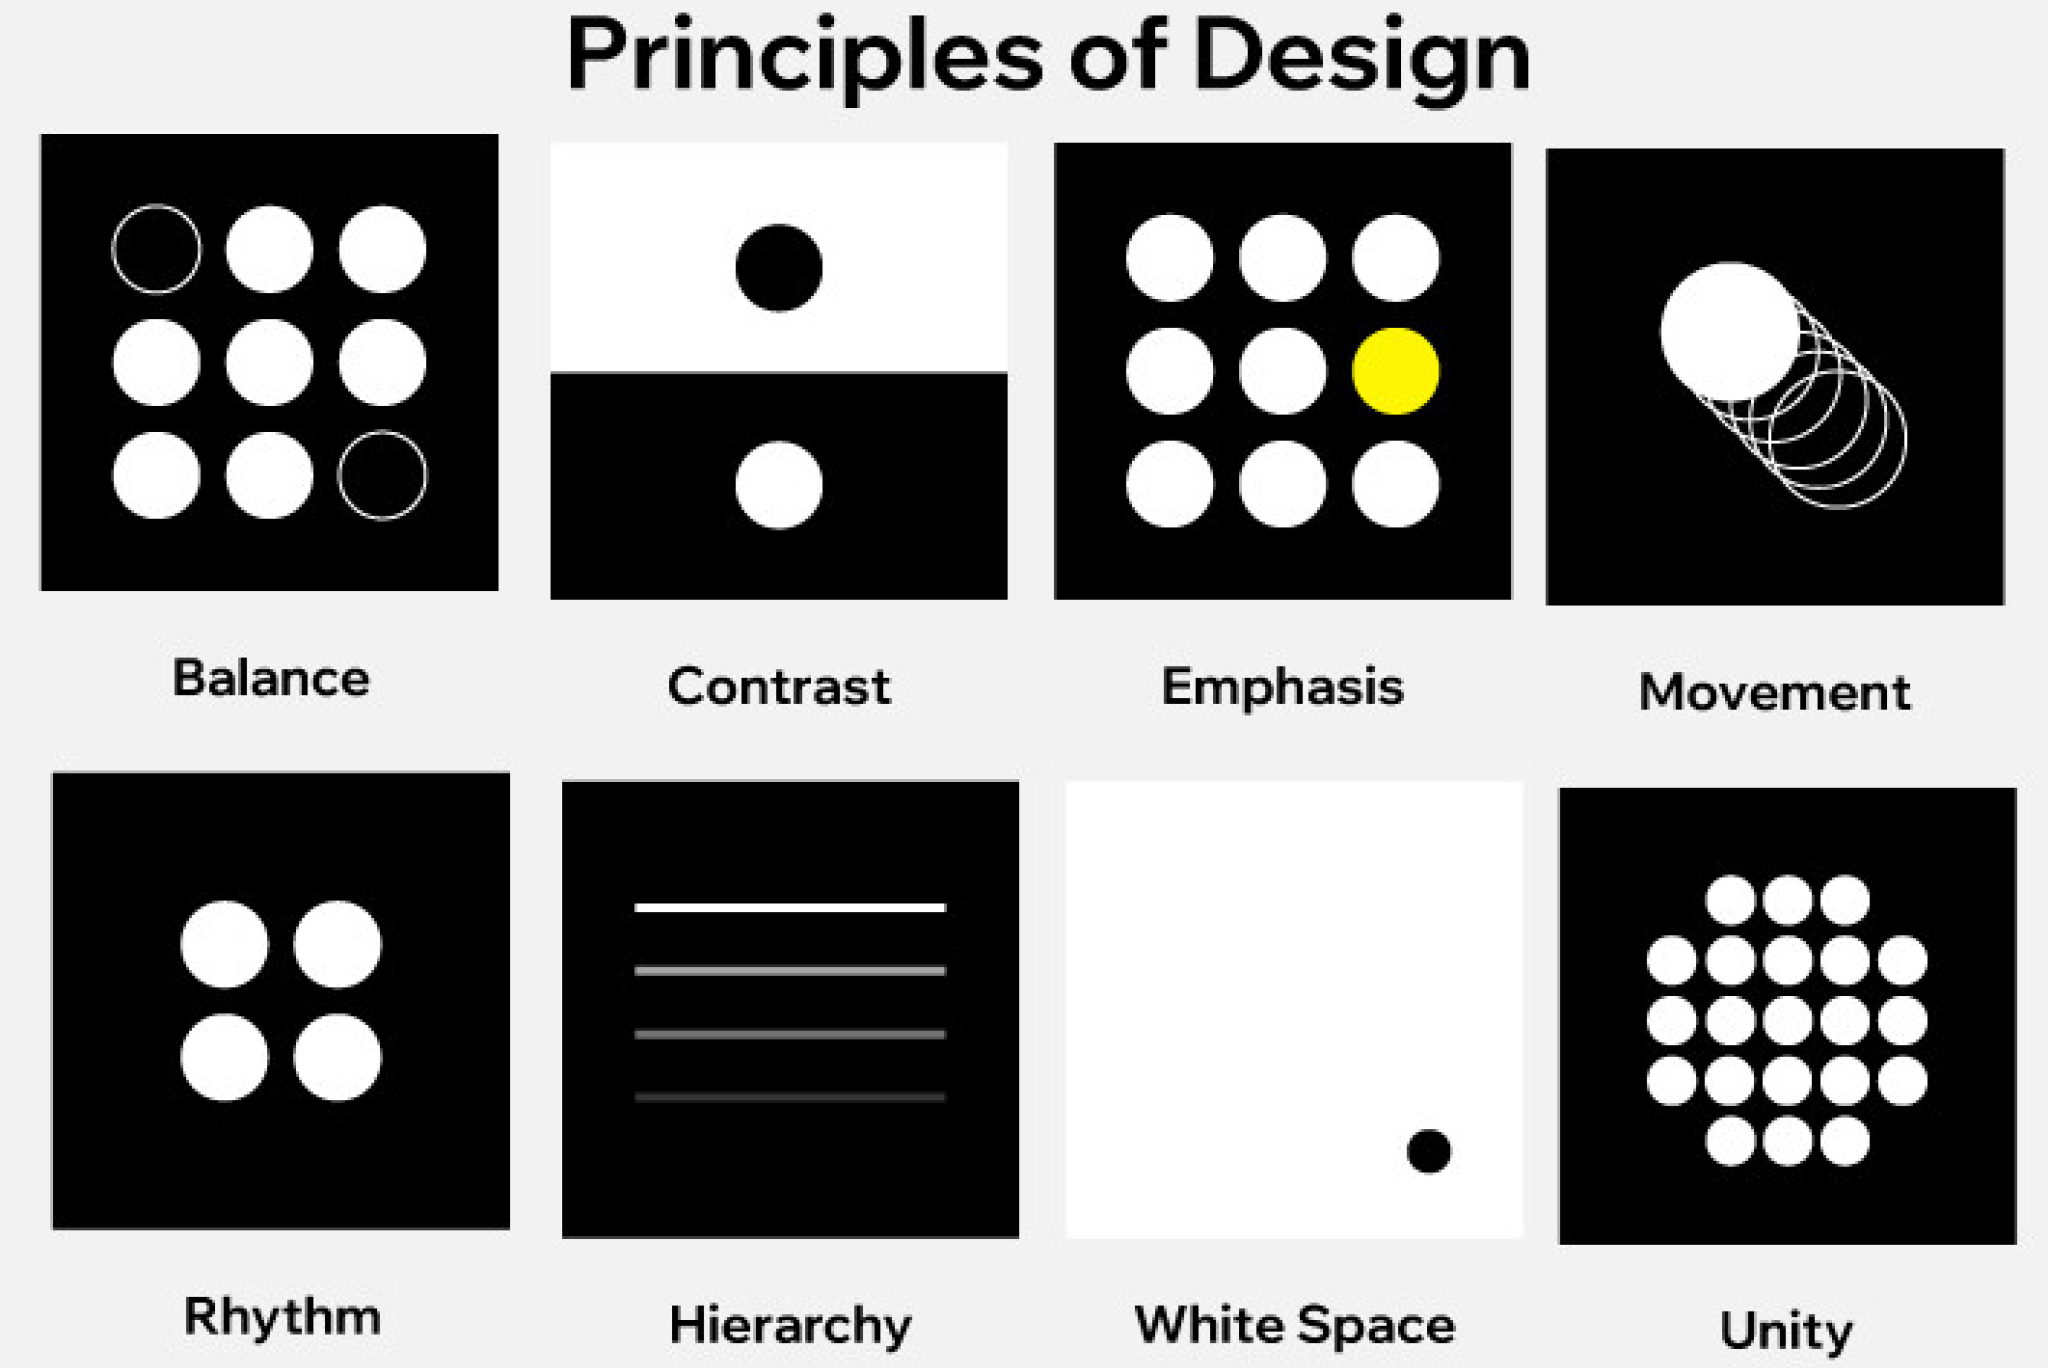 Principles of Design
Balance
Contrast
Emphasis
Movement
Rhythm
Hierarchy
White Space
Unity